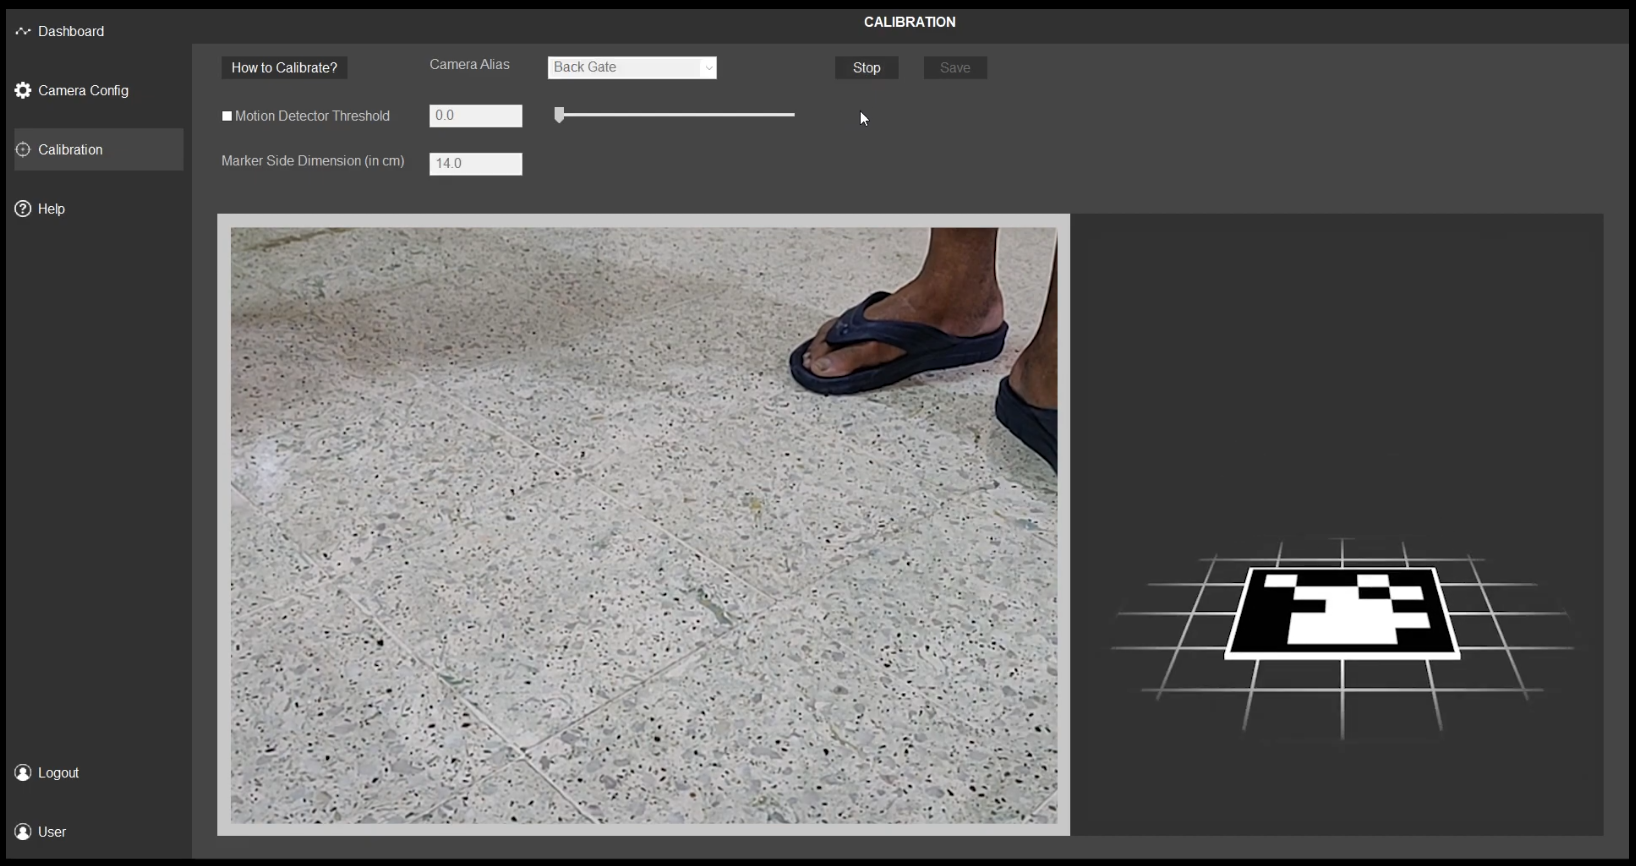 CALIBRATION
Dashboard
Camera Config
Calibration
Help
Logout
User
How to Calibrate?
Camera Alias
Back Gate
Stop
Save
Motion Detector Threshold
0.0
Marker Side Dimension (in cm)
14.0